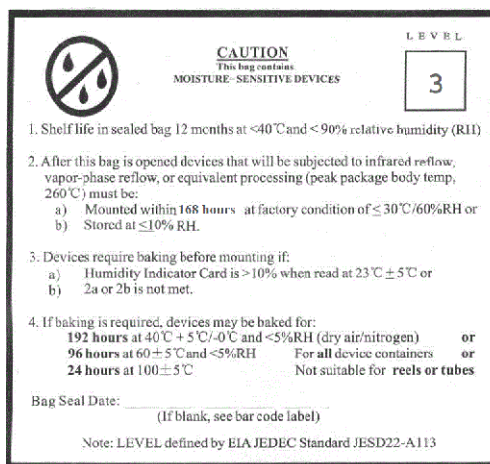 LEVEL
3
CAUTION
This bag contains
MOISTURE-SENSITIVE DEVICES
1. Shelf life in sealed bag 12 months at <40℃ and < 90% relative humidity (RH)
2. After this bag is opened devices that will be subjected to infrared reflow,
vapor-phase reflow, or equivalent processing (peak package body temp,
260℃) must be:
a) Mounted within 168 hours at factory condition of ≤ 30℃/60%RH or
b) Stored at ≤10% RH.
3. Devices require baking before mounting if:
a) Humidity Indicator Card is >10% when read at 23℃±5℃ or
b) 2a or 2b is not met.
4. If baking is required, devices may be baked for:
192 hours at 40℃ + 5℃/-0℃ and <5%RH (dry air/nitrogen) or
96 hours at 60±5℃ and <5%RH For all device containers or
24 hours at 100±5℃ Not suitable for reels or tubes
Bag Seal Date:
(If blank, see bar code label)
Note: LEVEL defined by EIA JEDEC Standard JESD22-A113